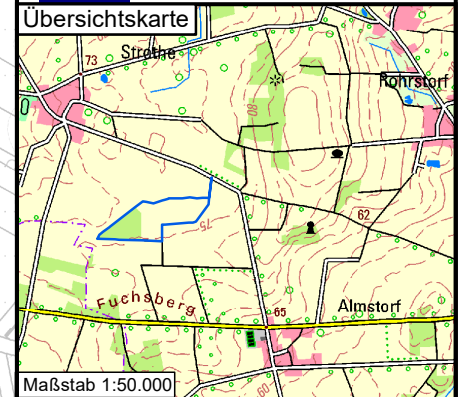 Übersichtskarte
Strothe
73
Rohrstorf
80
62
75
Fuchsberg
65
Almstorf
60
Maßstab 1:50.000